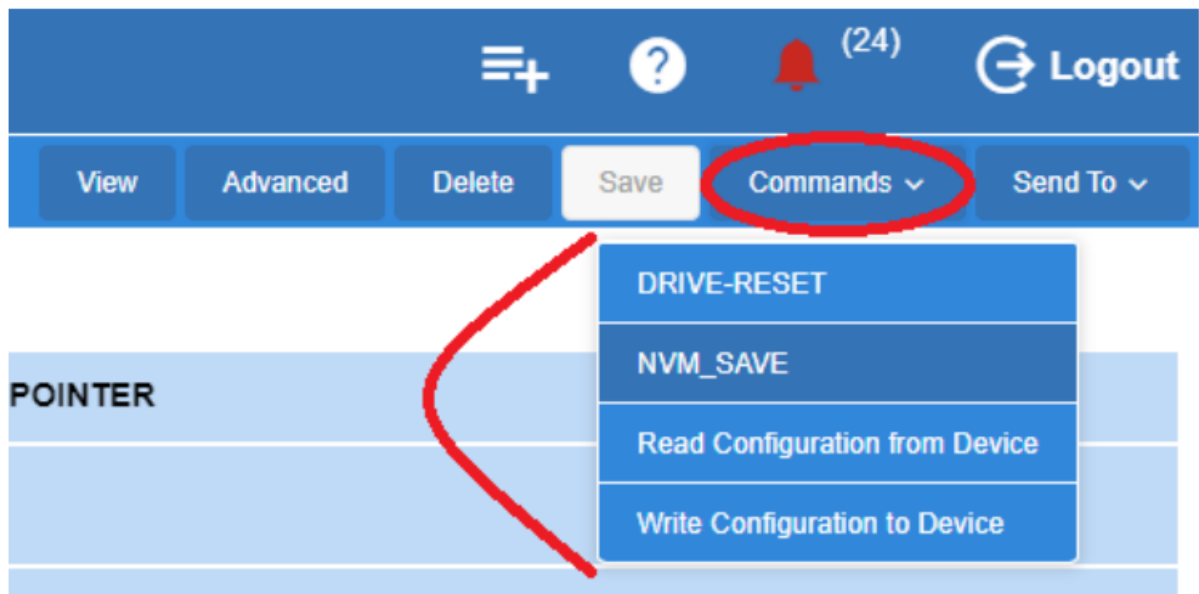 (24)
Logout
View
Advanced
Delete
Save
Commands
Send To
DRIVE-RESET
NVM_SAVE
POINTER
Read Configuration from Device
Write Configuration to Device